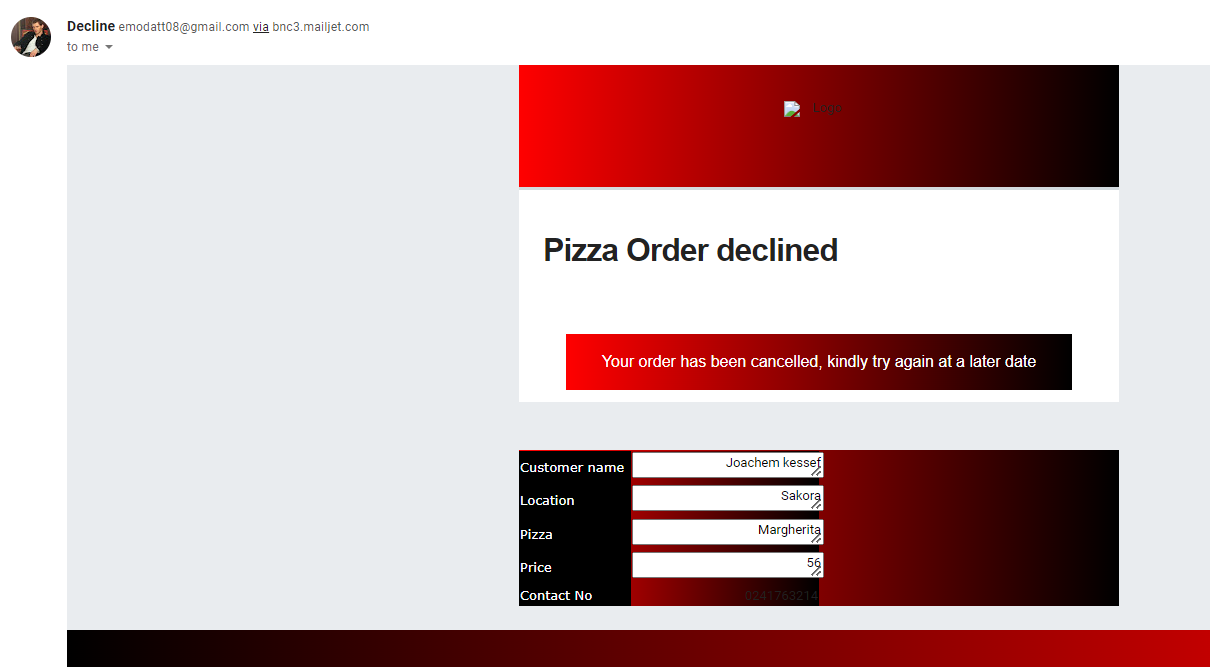 Decline emodatt08@gmail.com via bnc3.mailjet.com
to me
Logo
Pizza Order declined
Your order has been cancelled, kindly try again at a later date
Customer name Joachem kessef
Location Sakora
Pizza Margherita
Price 56
Contact No 0241763214